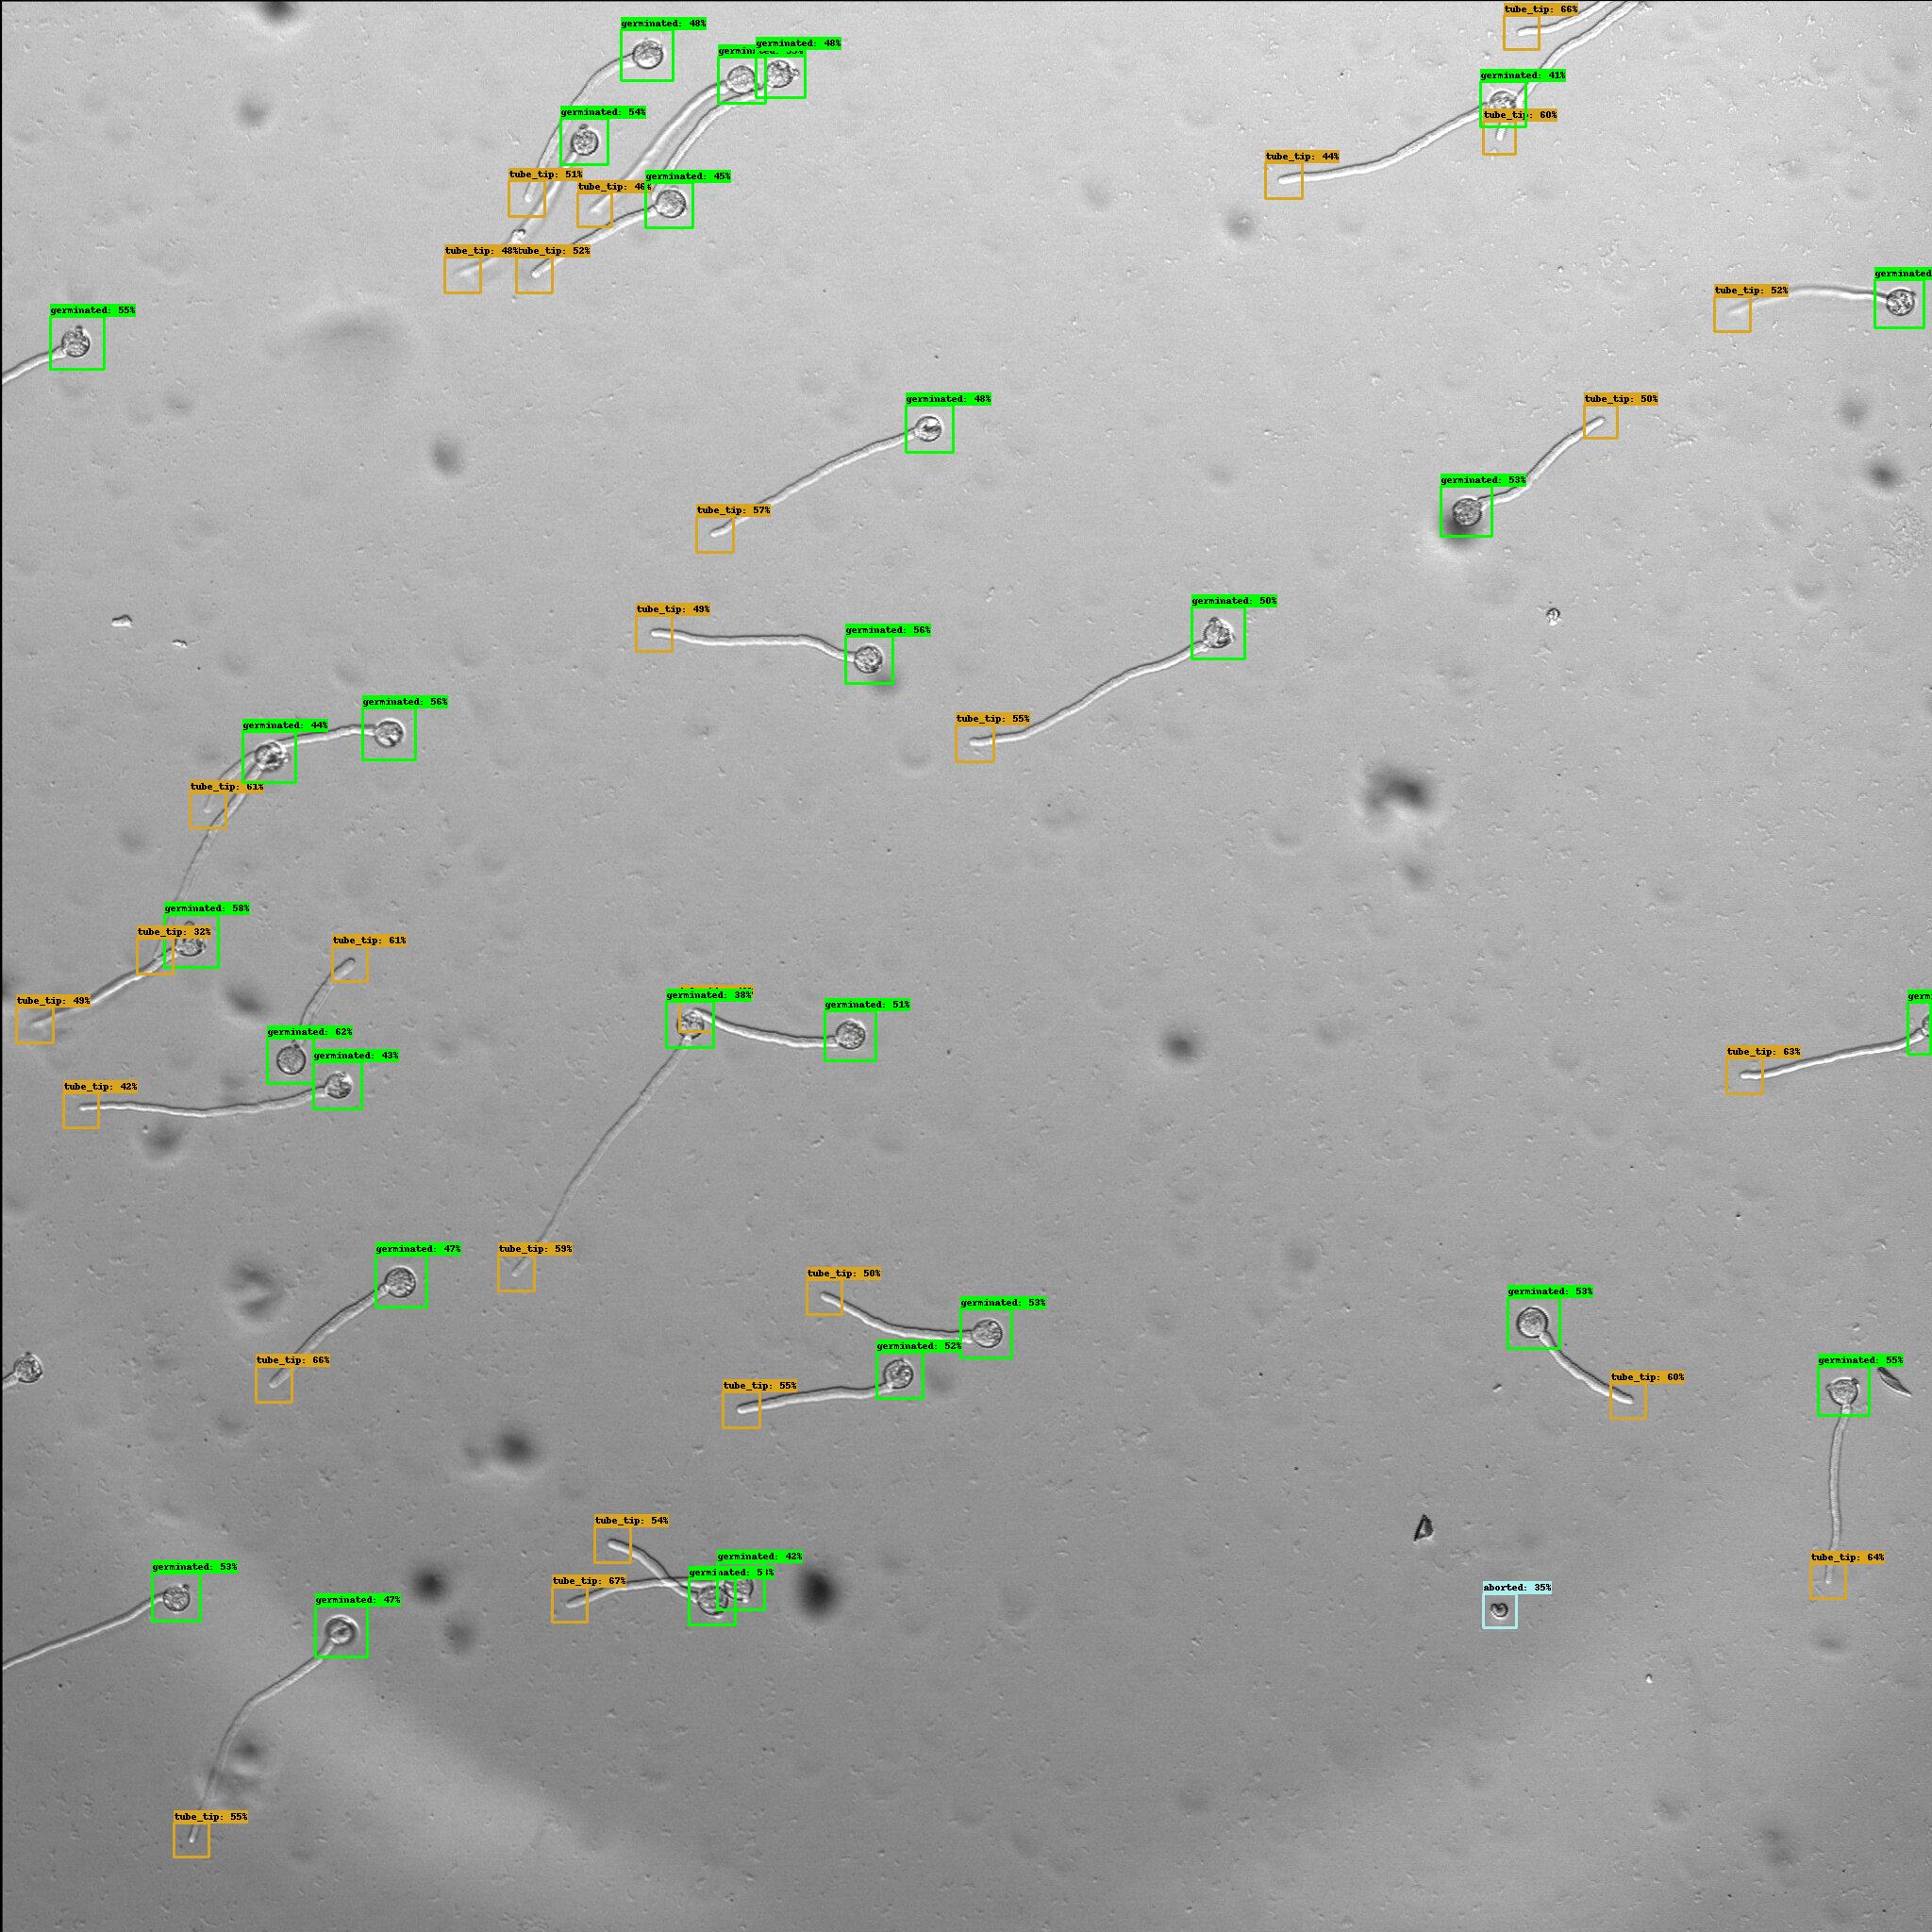 tube_tip: 66%
germinated: 48%
germinated: 48%
germinated: 41%
germinated: 54%
tube_tip: 60%
tube_tip: 44%
tube_tip: 51%
germinated: 45%
tube_tip: 46%
tube_tip: 48%
tube_tip: 52%
germinated
tube_tip: 52%
germinated: 55%
germinated: 48%
tube_tip: 50%
germinated: 53%
tube_tip: 57%
germinated: 50%
tube_tip: 49%
germinated: 56%
germinated: 56%
tube_tip: 55%
germinated: 44%
tube_tip: 61%
germinated: 58%
tube_tip: 32%
tube_tip: 61%
germinated: 38%
germ
tube_tip: 49%
germinated: 51%
germinated: 62%
tube_tip: 63%
germinated: 43%
tube_tip: 42%
germinated: 47%
tube_tip: 59%
tube_tip: 50%
germinated: 53%
germinated: 53%
germinated: 52%
tube_tip: 66%
germinated: 55%
tube_tip: 60%
tube_tip: 55%
tube_tip: 54%
germinated: 42%
tube_tip: 64%
germinated: 53%
tube_tip: 67%
aborted: 35%
germinated: 47%
tube_tip: 55%